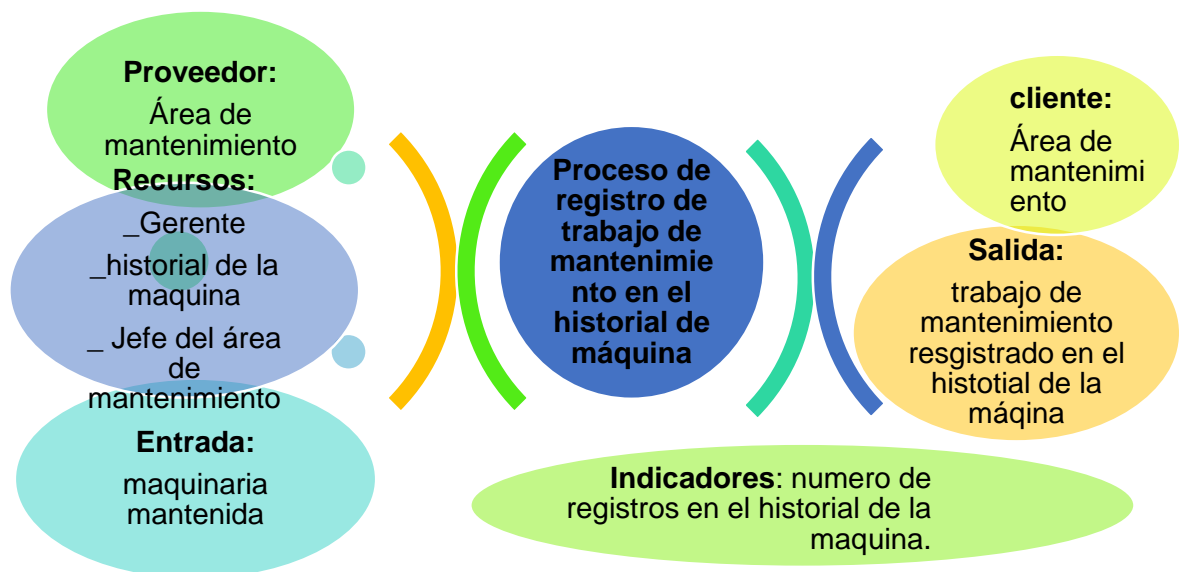 Proveedor:
Área de
mantenimiento
Recursos:
_Gerente
_historial de la
maquina
_ Jefe del área
de
mantenimiento
Entrada:
maquinaria
mantenida
Proceso de
registro de
trabajo de
mantenimie
nto en el
historial de
máquina
cliente:
Área de
mantenimi
ento
Salida:
trabajo de
mantenimiento
resgistrado en el
histotial de la
máqina
Indicadores: numero de
registros en el historial de la
maquina.